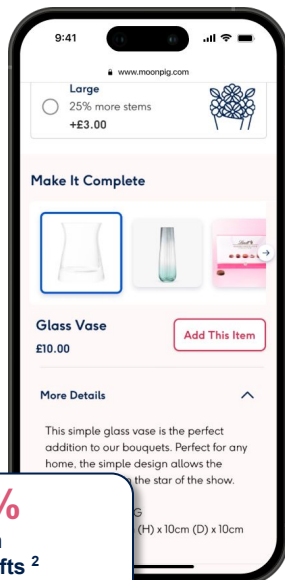 9:41
www.moonpig.com
Large
25% more stems
+£3.00
Make It Complete
Glass Vase
£10.00
Add This Item
More Details
This simple glass vase is the perfect
addition to our bouquets. Perfect for any
home, the simple design allows the
the star of the show.
G
(H) x 10cm (D) x 10cm
%
fts ²